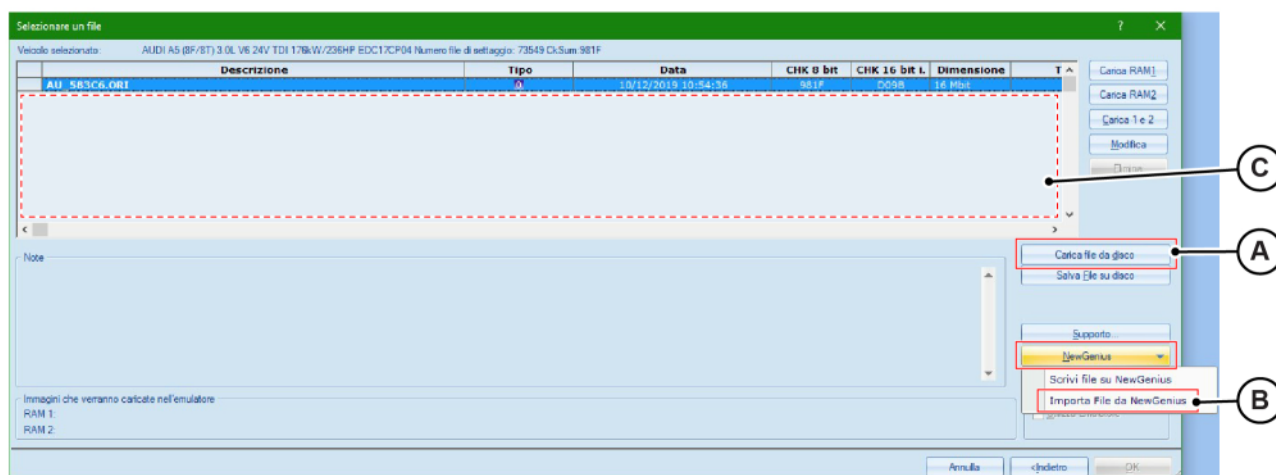 Selezionare un file
? ×
Veicolo selezionato: AUDI A5 (8F/8T) 3.0L V6 24V TDI 176kW/236HP EDC17CP04 Numero file di settaggio: 73549 CkSum:981F
Descrizione Tipo Data CHK 8 bit CHK 16 bit i. Dimensione T
AU_583C6.ORI 10/12/2019 10:54:36 981F D09B 16 Mbit
Carica RAM1
Carica RAM2
Carica 1 e 2
Modifica
C
Carica file da disco
A
Salva File su disco
Note
Supporto...
NewGenius
Scrivi file su NewGenius
Importa File da NewGenius
B
Immagini che verranno caricate nell'emulatore
RAM 1:
RAM 2:
Annulla <Indietro OK